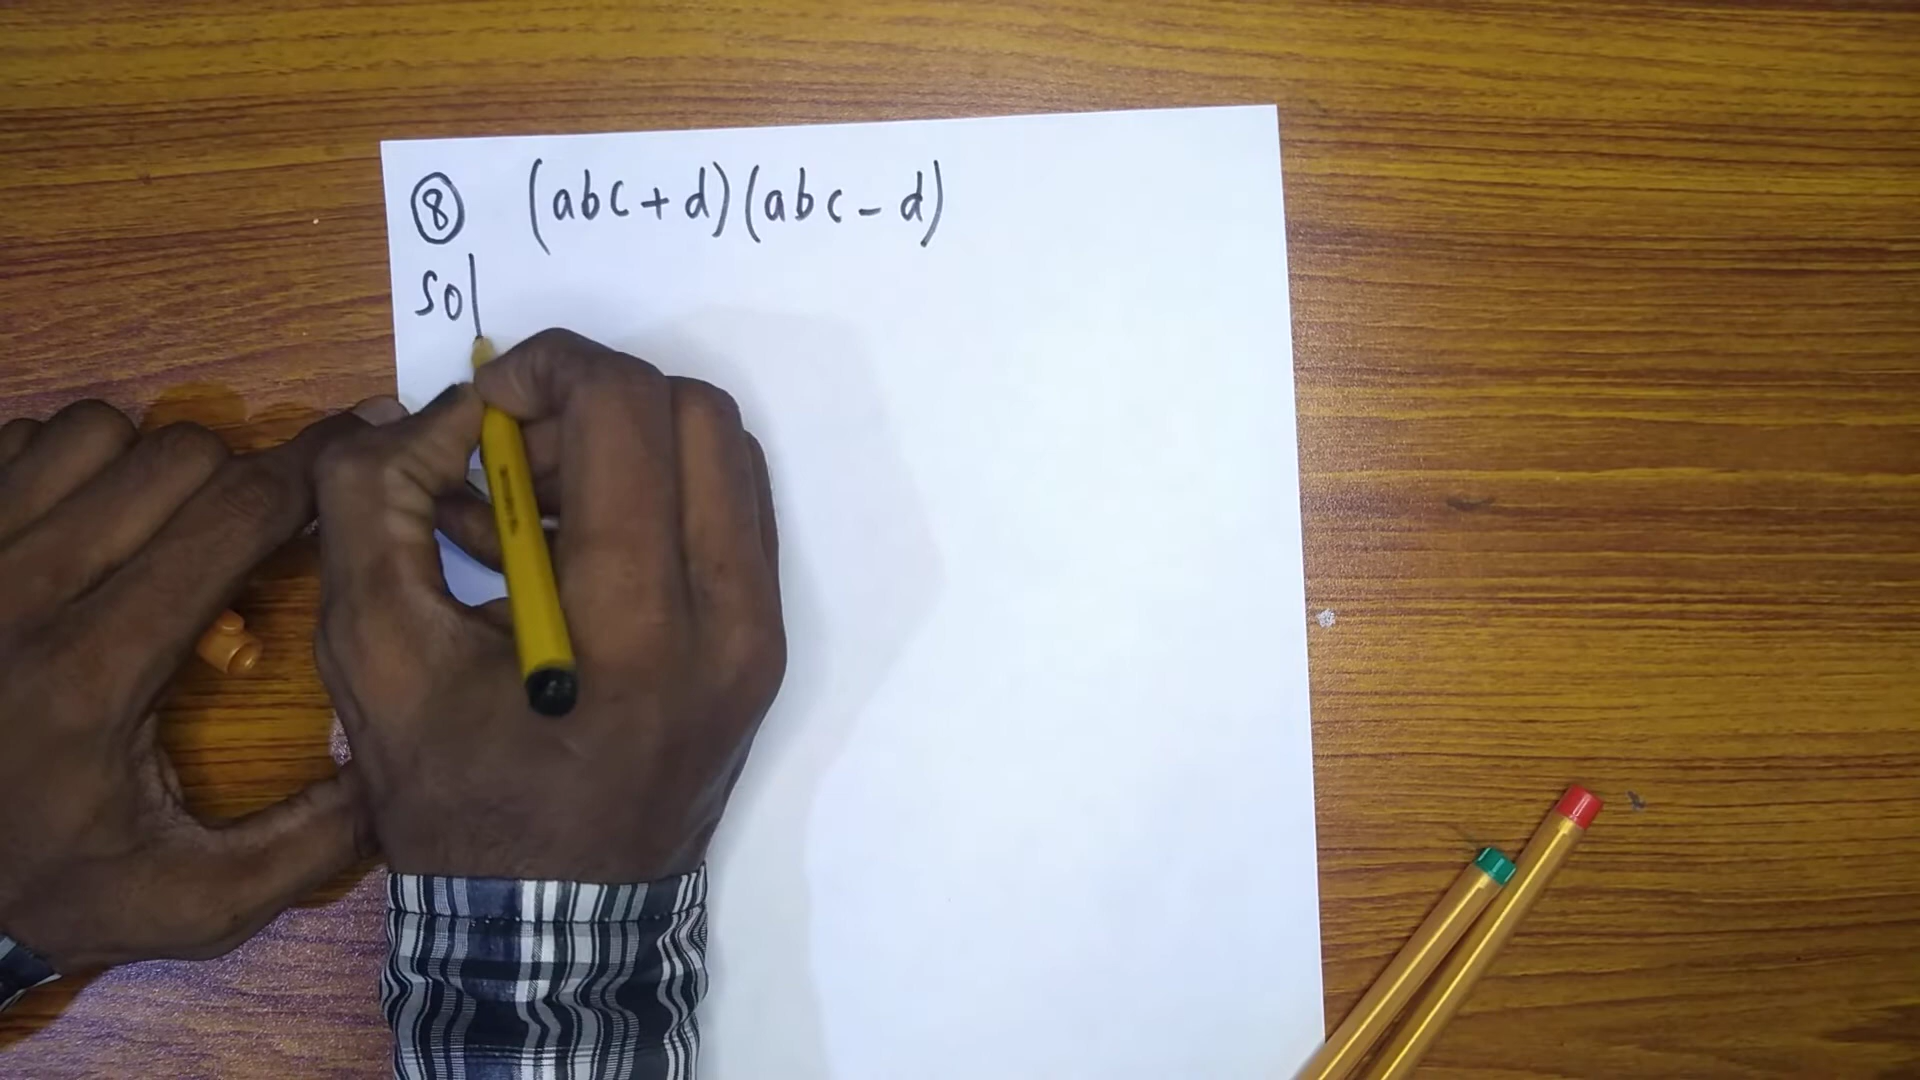 ⑧ (abc + d)(abc - d)
Sol